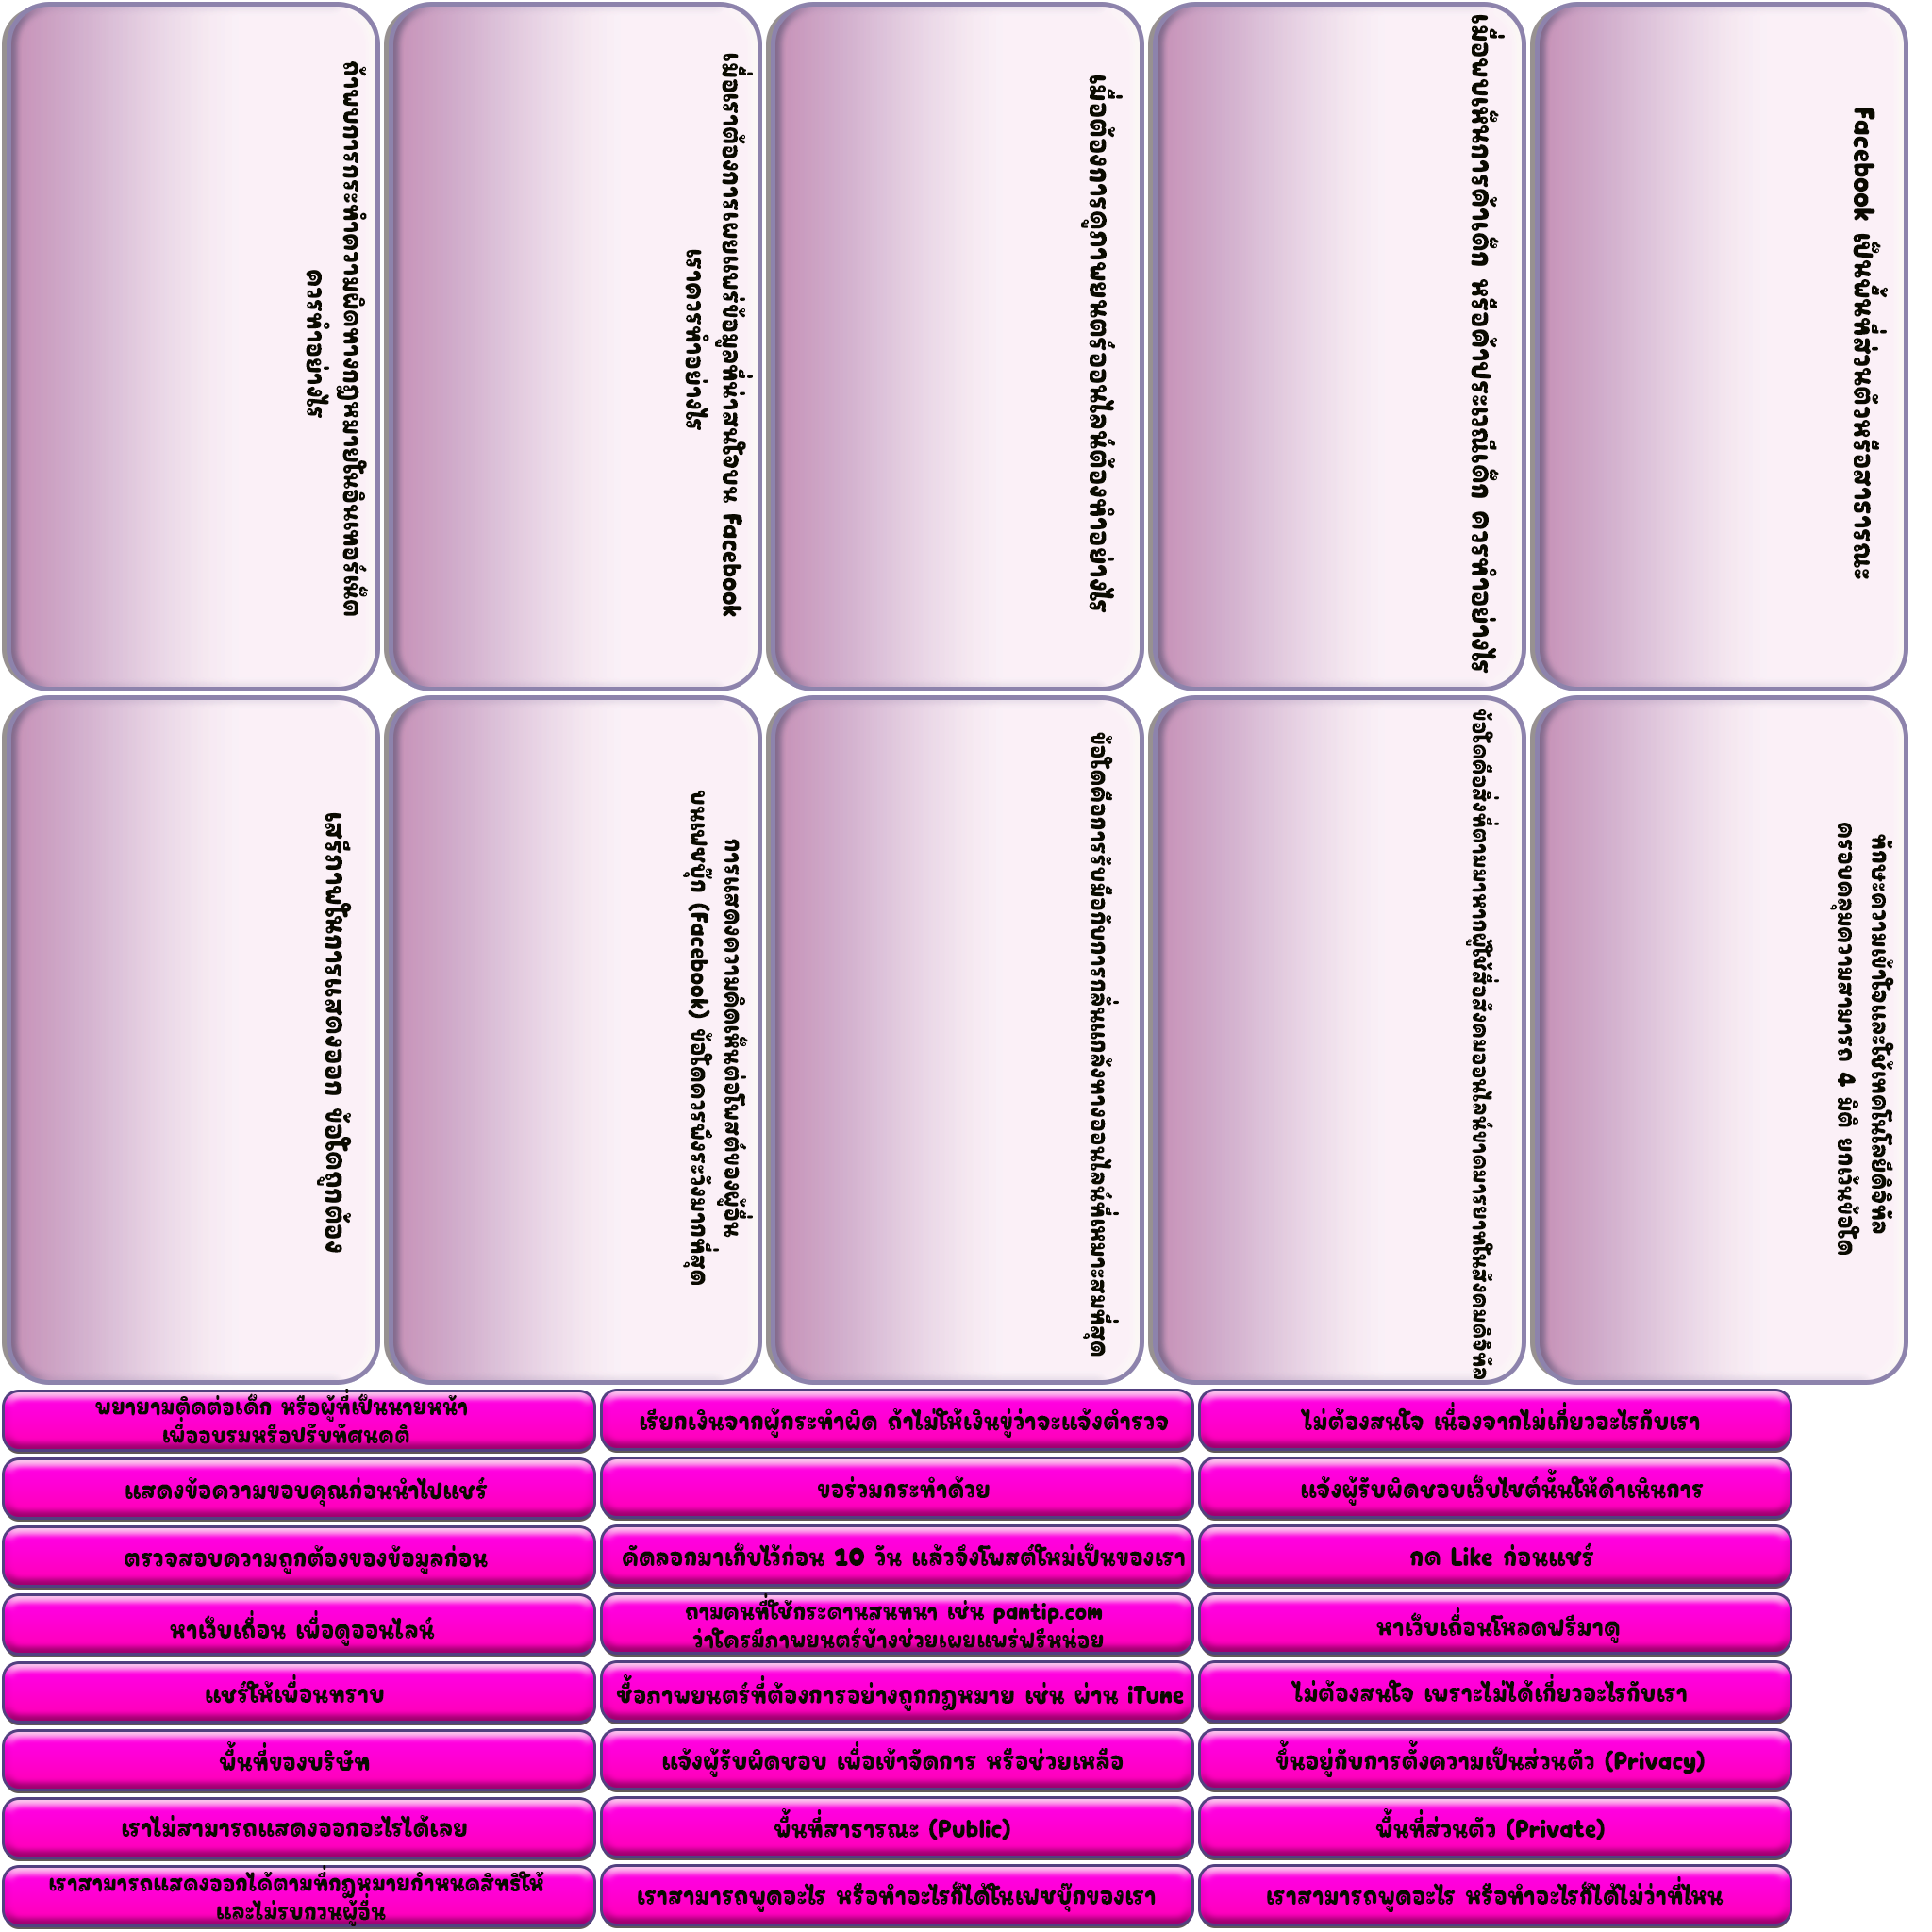 ถ้าพบการกระทำความผิดทางกฎหมายในอินเทอร์เน็ต
ควรทำอย่างไร
เมื่อเราต้องการเผยแพร่ข้อมูลที่น่าสนใจบน Facebook
เราควรทำอย่างไร
เมื่อต้องการดูภาพยนตร์ออนไลน์ต้องทำอย่างไร
เมื่อพบเห็นการค้าเด็ก หรือค้าประเวณีเด็ก ควรทำอย่างไร
Facebook เป็นพื้นที่ส่วนตัวหรือสาธารณะ
เสรีภาพในการแสดงออก ข้อใดถูกต้อง
การแสดงความคิดเห็นต่อโพสต์ของผู้อื่น
บนเฟซบุ๊ก (Facebook) ข้อใดควรพึงระวังมากที่สุด
ข้อใดคือการรับมือกับการกลั่นแกล้งทางออนไลน์ที่เหมาะสมที่สุด
ข้อใดคือสิ่งที่ตามมาหากผู้ใช้สื่อสังคมออนไลน์ขาดมารยาทในสังคมดิจิทัล
ทักษะความเข้าใจและใช้เทคโนโลยีดิจิทัล
ครอบคลุมความสามารถ 4 มิติ ยกเว้นข้อใด
พยายามติดต่อเด็ก หรือผู้ที่เป็นนายหน้า
เพื่ออบรมหรือปรับทัศนคติ
เรียกเงินจากผู้กระทำผิด ถ้าไม่ให้เงินขู่ว่าจะแจ้งตำรวจ
ไม่ต้องสนใจ เนื่องจากไม่เกี่ยวอะไรกับเรา
แสดงข้อความขอบคุณก่อนนำไปแชร์
ขอร่วมกระทำด้วย
แจ้งผู้รับผิดชอบเว็บไซต์นั้นให้ดำเนินการ
ตรวจสอบความถูกต้องของข้อมูลก่อน
คัดลอกมาเก็บไว้ก่อน 10 วัน แล้วจึงโพสต์ใหม่เป็นของเรา
กด Like ก่อนแชร์
หาเว็บเถื่อน เพื่อดูออนไลน์
ถามคนที่ใช้กระดานสนทนา เช่น pantip.com
ว่าใครมีภาพยนตร์บ้างช่วยเผยแพร่ฟรีหน่อย
หาเว็บเถื่อนโหลดฟรีมาดู
แชร์ให้เพื่อนทราบ
ซื้อภาพยนตร์ที่ต้องการอย่างถูกกฎหมาย เช่น ผ่าน iTune
ไม่ต้องสนใจ เพราะไม่ได้เกี่ยวอะไรกับเรา
พื้นที่ของบริษัท
แจ้งผู้รับผิดชอบ เพื่อเข้าจัดการ หรือช่วยเหลือ
ขึ้นอยู่กับการตั้งความเป็นส่วนตัว (Privacy)
เราไม่สามารถแสดงออกอะไรได้เลย
พื้นที่สาธารณะ (Public)
พื้นที่ส่วนตัว (Private)
เราสามารถแสดงออกได้ตามที่กฎหมายกำหนดสิทธิให้
และไม่รบกวนผู้อื่น
เราสามารถพูดอะไร หรือทำอะไรก็ได้ในเฟซบุ๊กของเรา
เราสามารถพูดอะไร หรือทำอะไรก็ได้ไม่ว่าที่ไหน